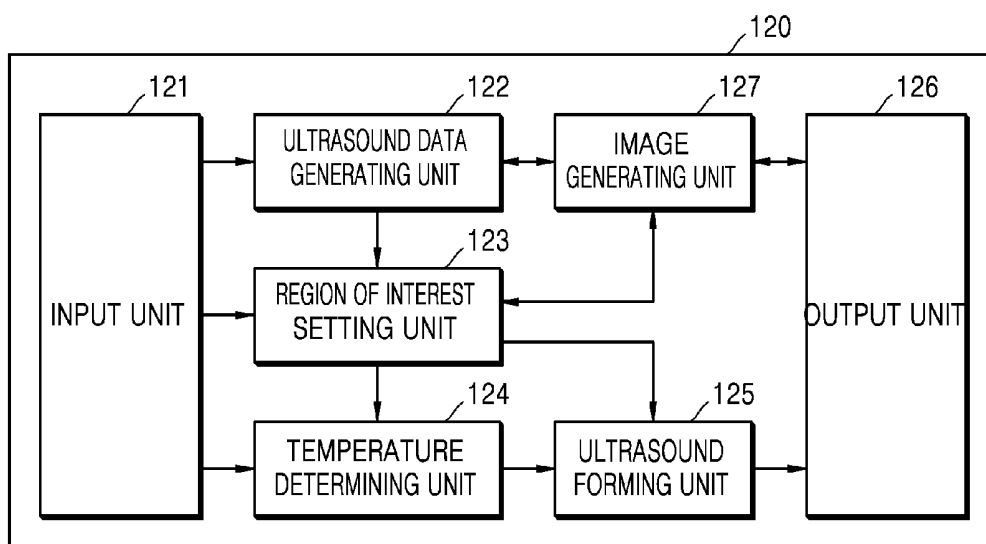 120
121
122
127
126
ULTRASOUND DATA
GENERATING UNIT
IMAGE
GENERATING UNIT
123
INPUT UNIT
REGION OF INTEREST
SETTING UNIT
OUTPUT UNIT
124
125
TEMPERATURE
DETERMINING UNIT
ULTRASOUND
FORMING UNIT